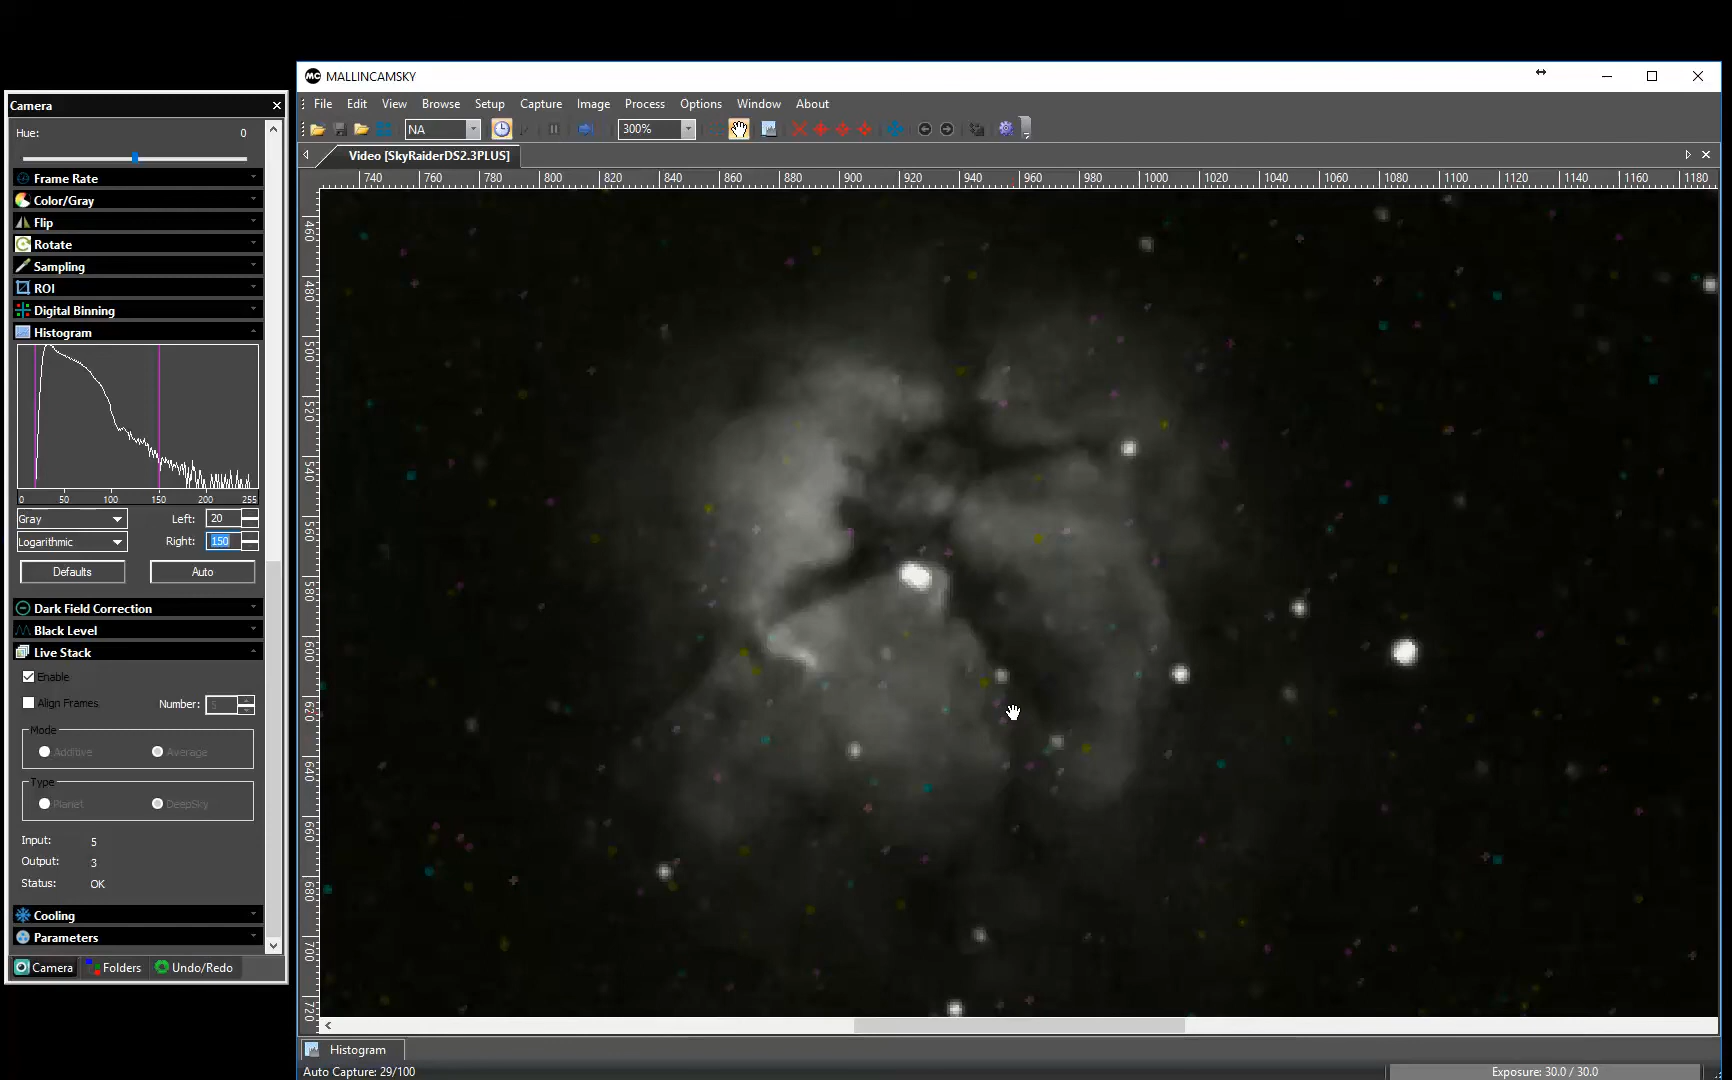 MC MALLINCAMSKY
File Edit View Browse Setup Capture Image Process Options Window About
NA 300%
Video [SkyRaiderDS2.3PLUS]
740 760 780 800 820 840 860 880 900 920 940 960 980 1000 1020 1040 1060 1080 1100 1120 1140 1160 1180
460
480
500
520
540
560
580
600
620
640
660
680
700
720
Camera
Hue: 0
Frame Rate
Color/Gray
Flip
Rotate
Sampling
ROI
Digital Binning
Histogram
0 50 100 150 200 255
Gray Left: 20
Logarithmic Right: 150
Defaults Auto
Dark Field Correction
Black Level
Live Stack
Enable
Align Frames Number: 5
Mode
Additive Average
Type
Planet DeepSky
Input: 5
Output: 3
Status: OK
Cooling
Parameters
Camera Folders Undo/Redo
Histogram
Auto Capture: 29/100 Exposure: 30.0 / 30.0